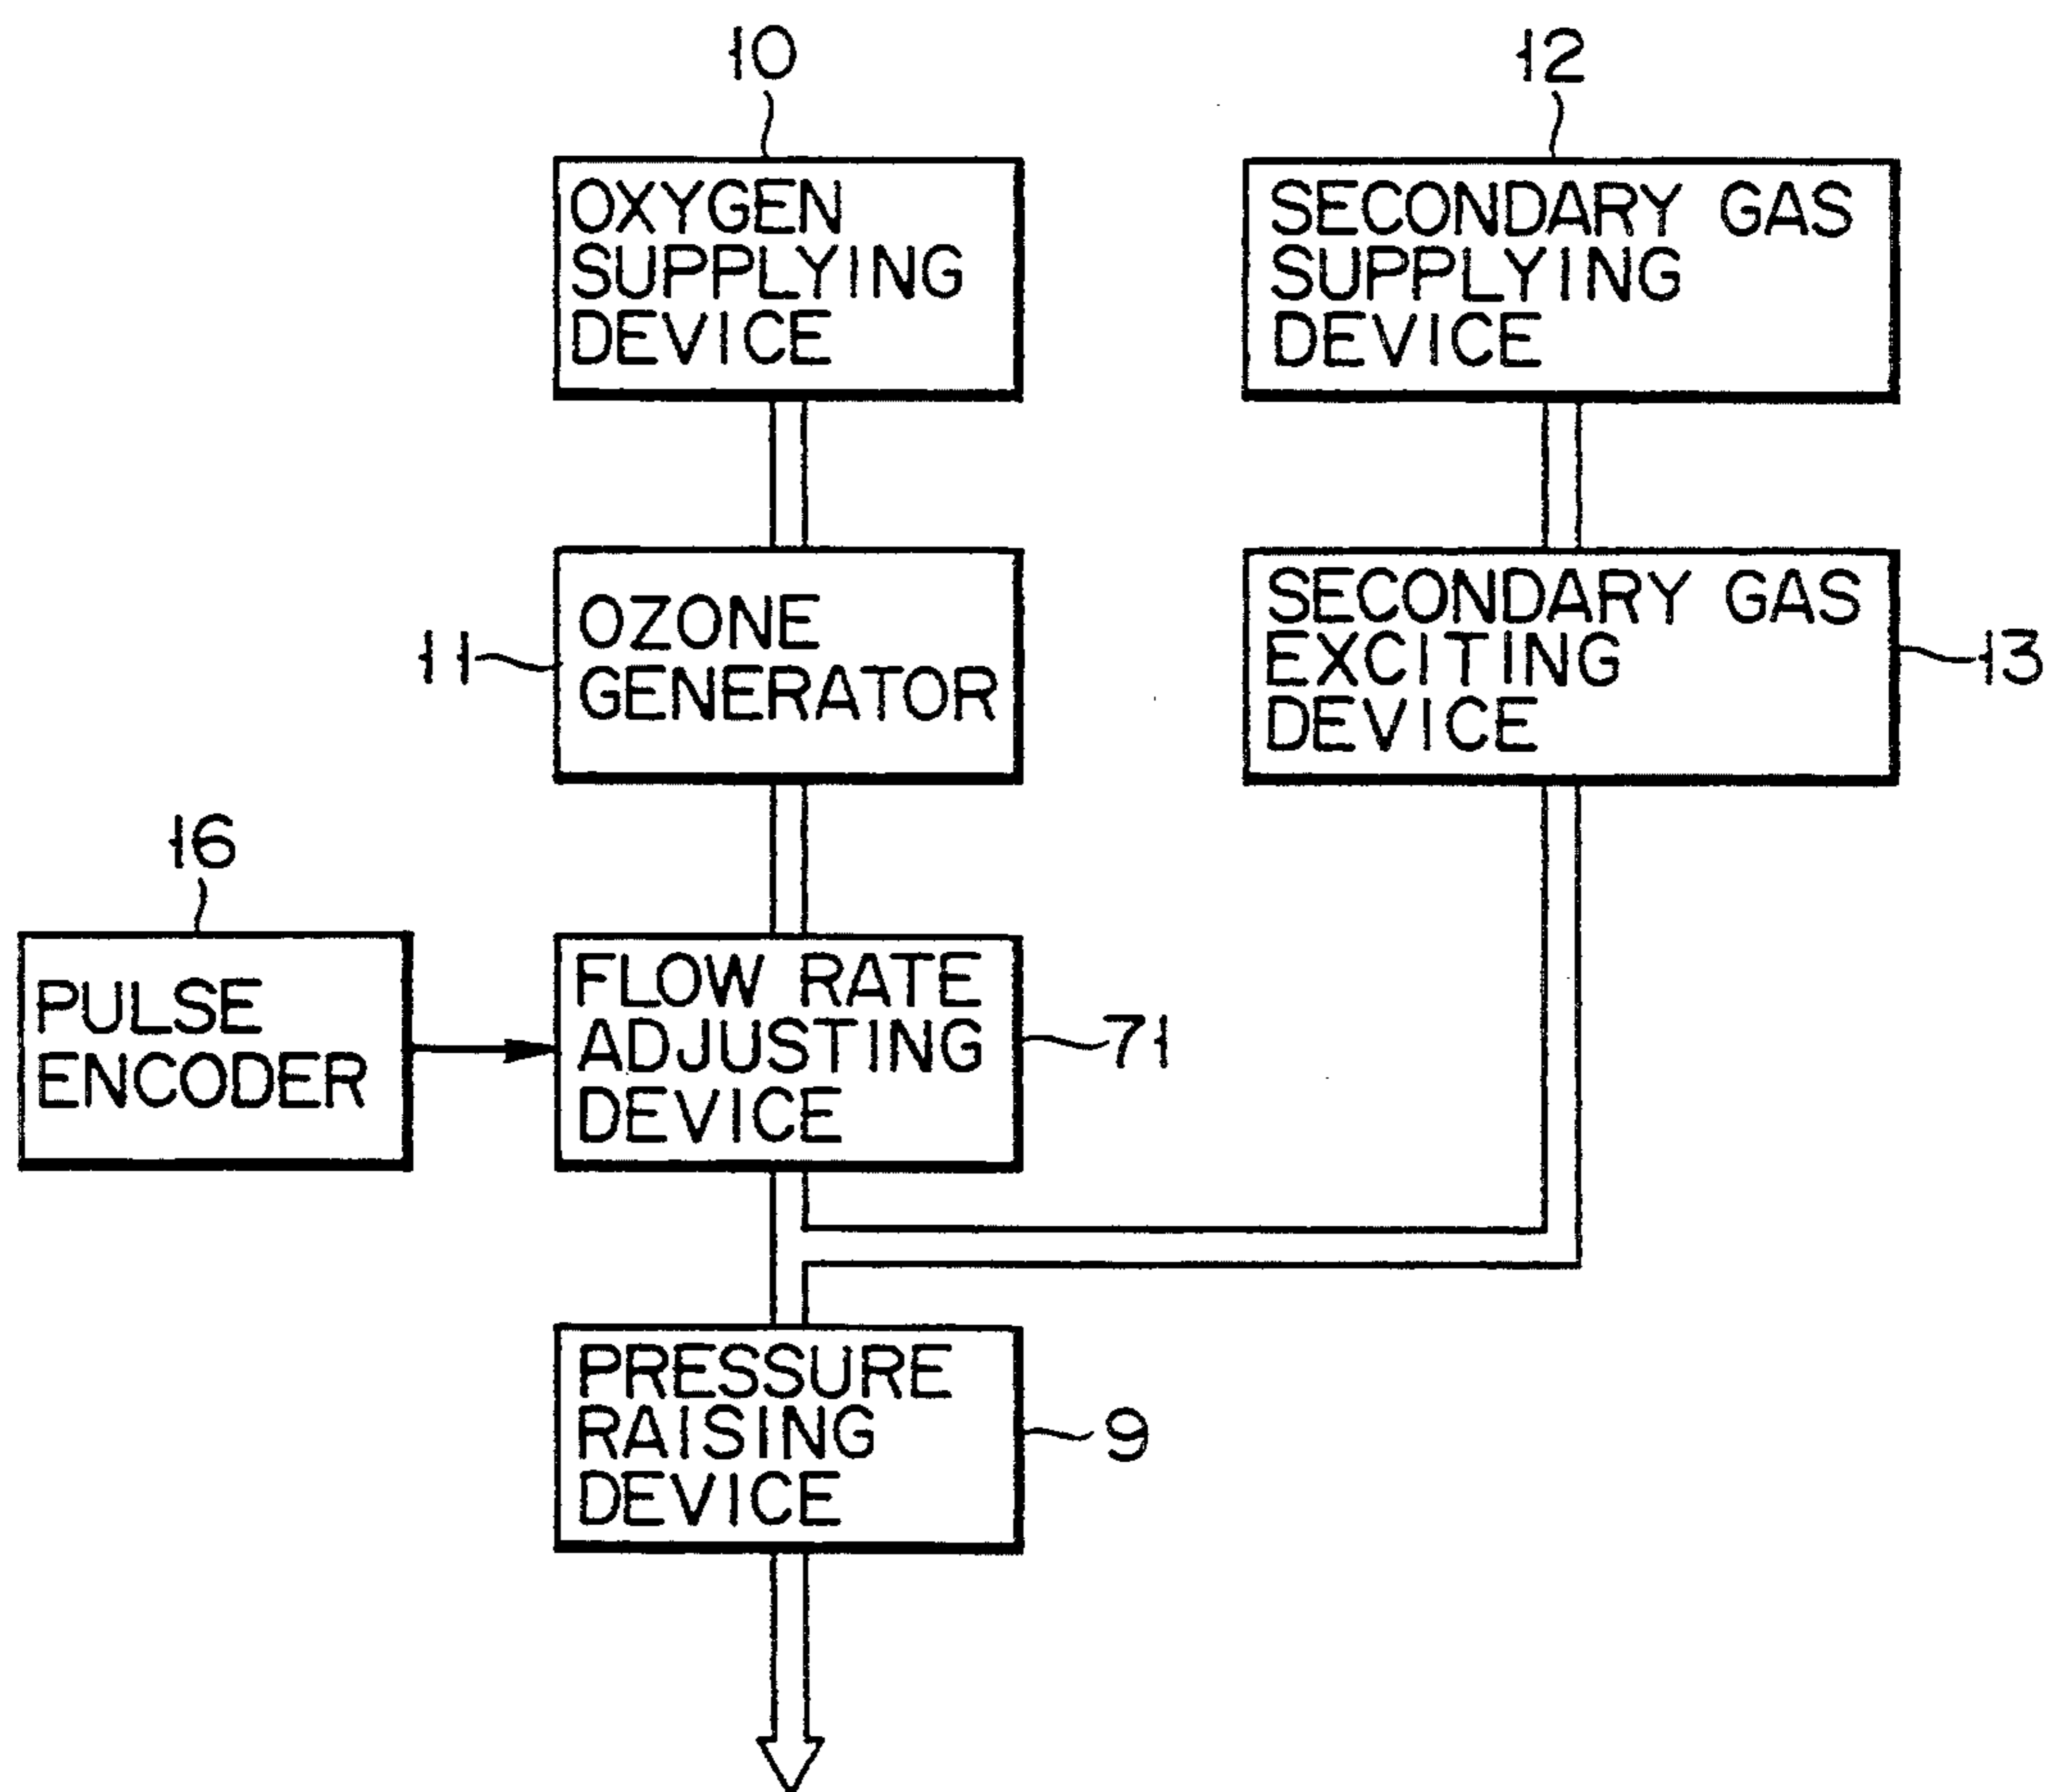 10
12
OXYGEN
SUPPLYING
DEVICE
SECONDARY GAS
SUPPLYING
DEVICE
11
OZONE
GENERATOR
SECONDARY GAS
EXCITING
DEVICE
13
16
PULSE
ENCODER
FLOW RATE
ADJUSTING
DEVICE
71
PRESSURE
RAISING
DEVICE
9